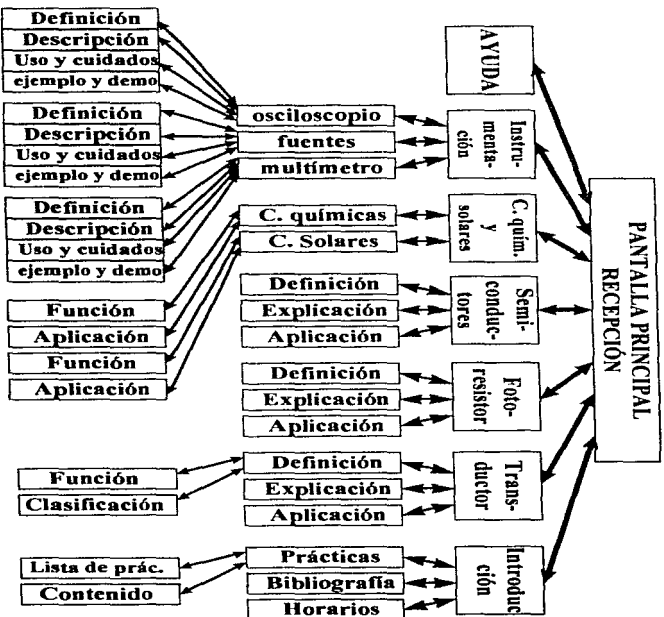 Definición
Descripción
Uso y cuidados
ejemplo y demo
Definición
Descripción
Uso y cuidados
ejemplo y demo
Definición
Descripción
Uso y cuidados
ejemplo y demo
Función
Aplicación
Función
Aplicación
Función
Clasificación
Lista de prác.
Contenido
osciloscopio
fuentes
multímetro
C. químicas
C. Solares
Definición
Explicación
Aplicación
Definición
Explicación
Aplicación
Definición
Explicación
Aplicación
Prácticas
Bibliografía
Horarios
AYUDA
Instru-
menta-
ción
C. quim.
y
solares
Semi-
conduc-
tores
Foto-
resistor
Trans-
ductor
Introduc
ción
PANTALLA PRINCIPAL
RECEPCIÓN